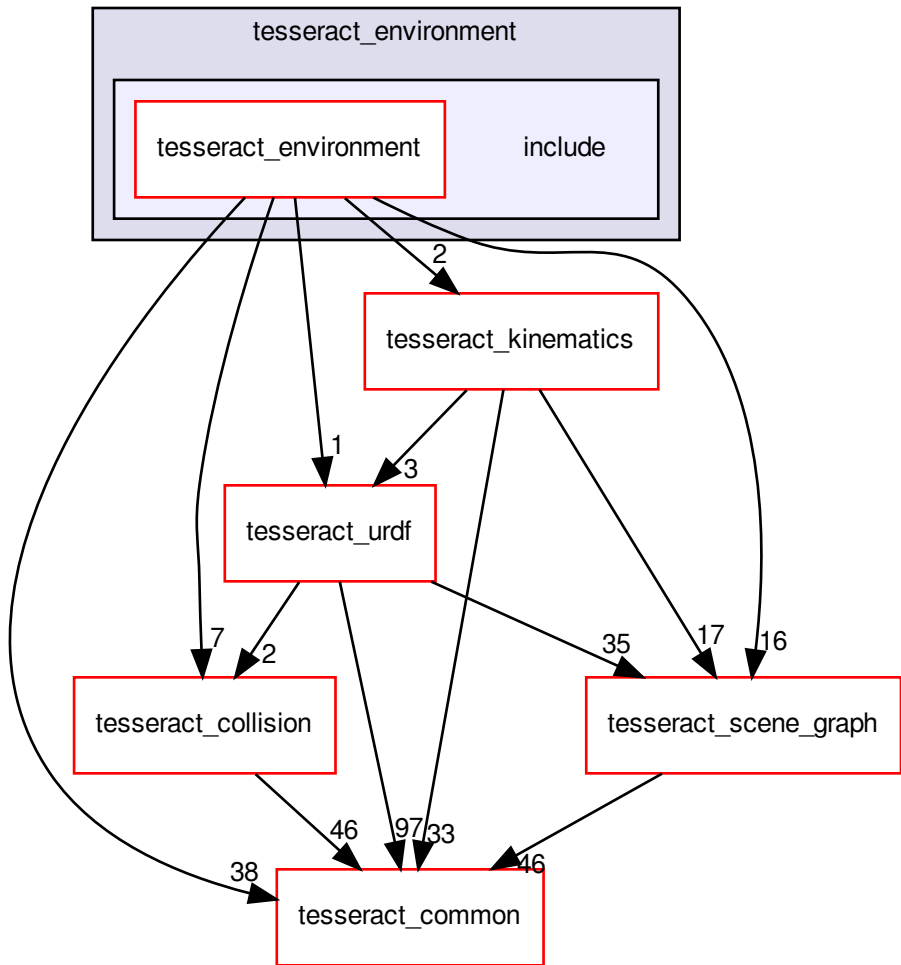 tesseract_environment
tesseract_environment
include
2
tesseract_kinematics
1
3
tesseract_urdf
7
2
35
17
16
tesseract_collision
tesseract_scene_graph
46
97
33
46
38
tesseract_common